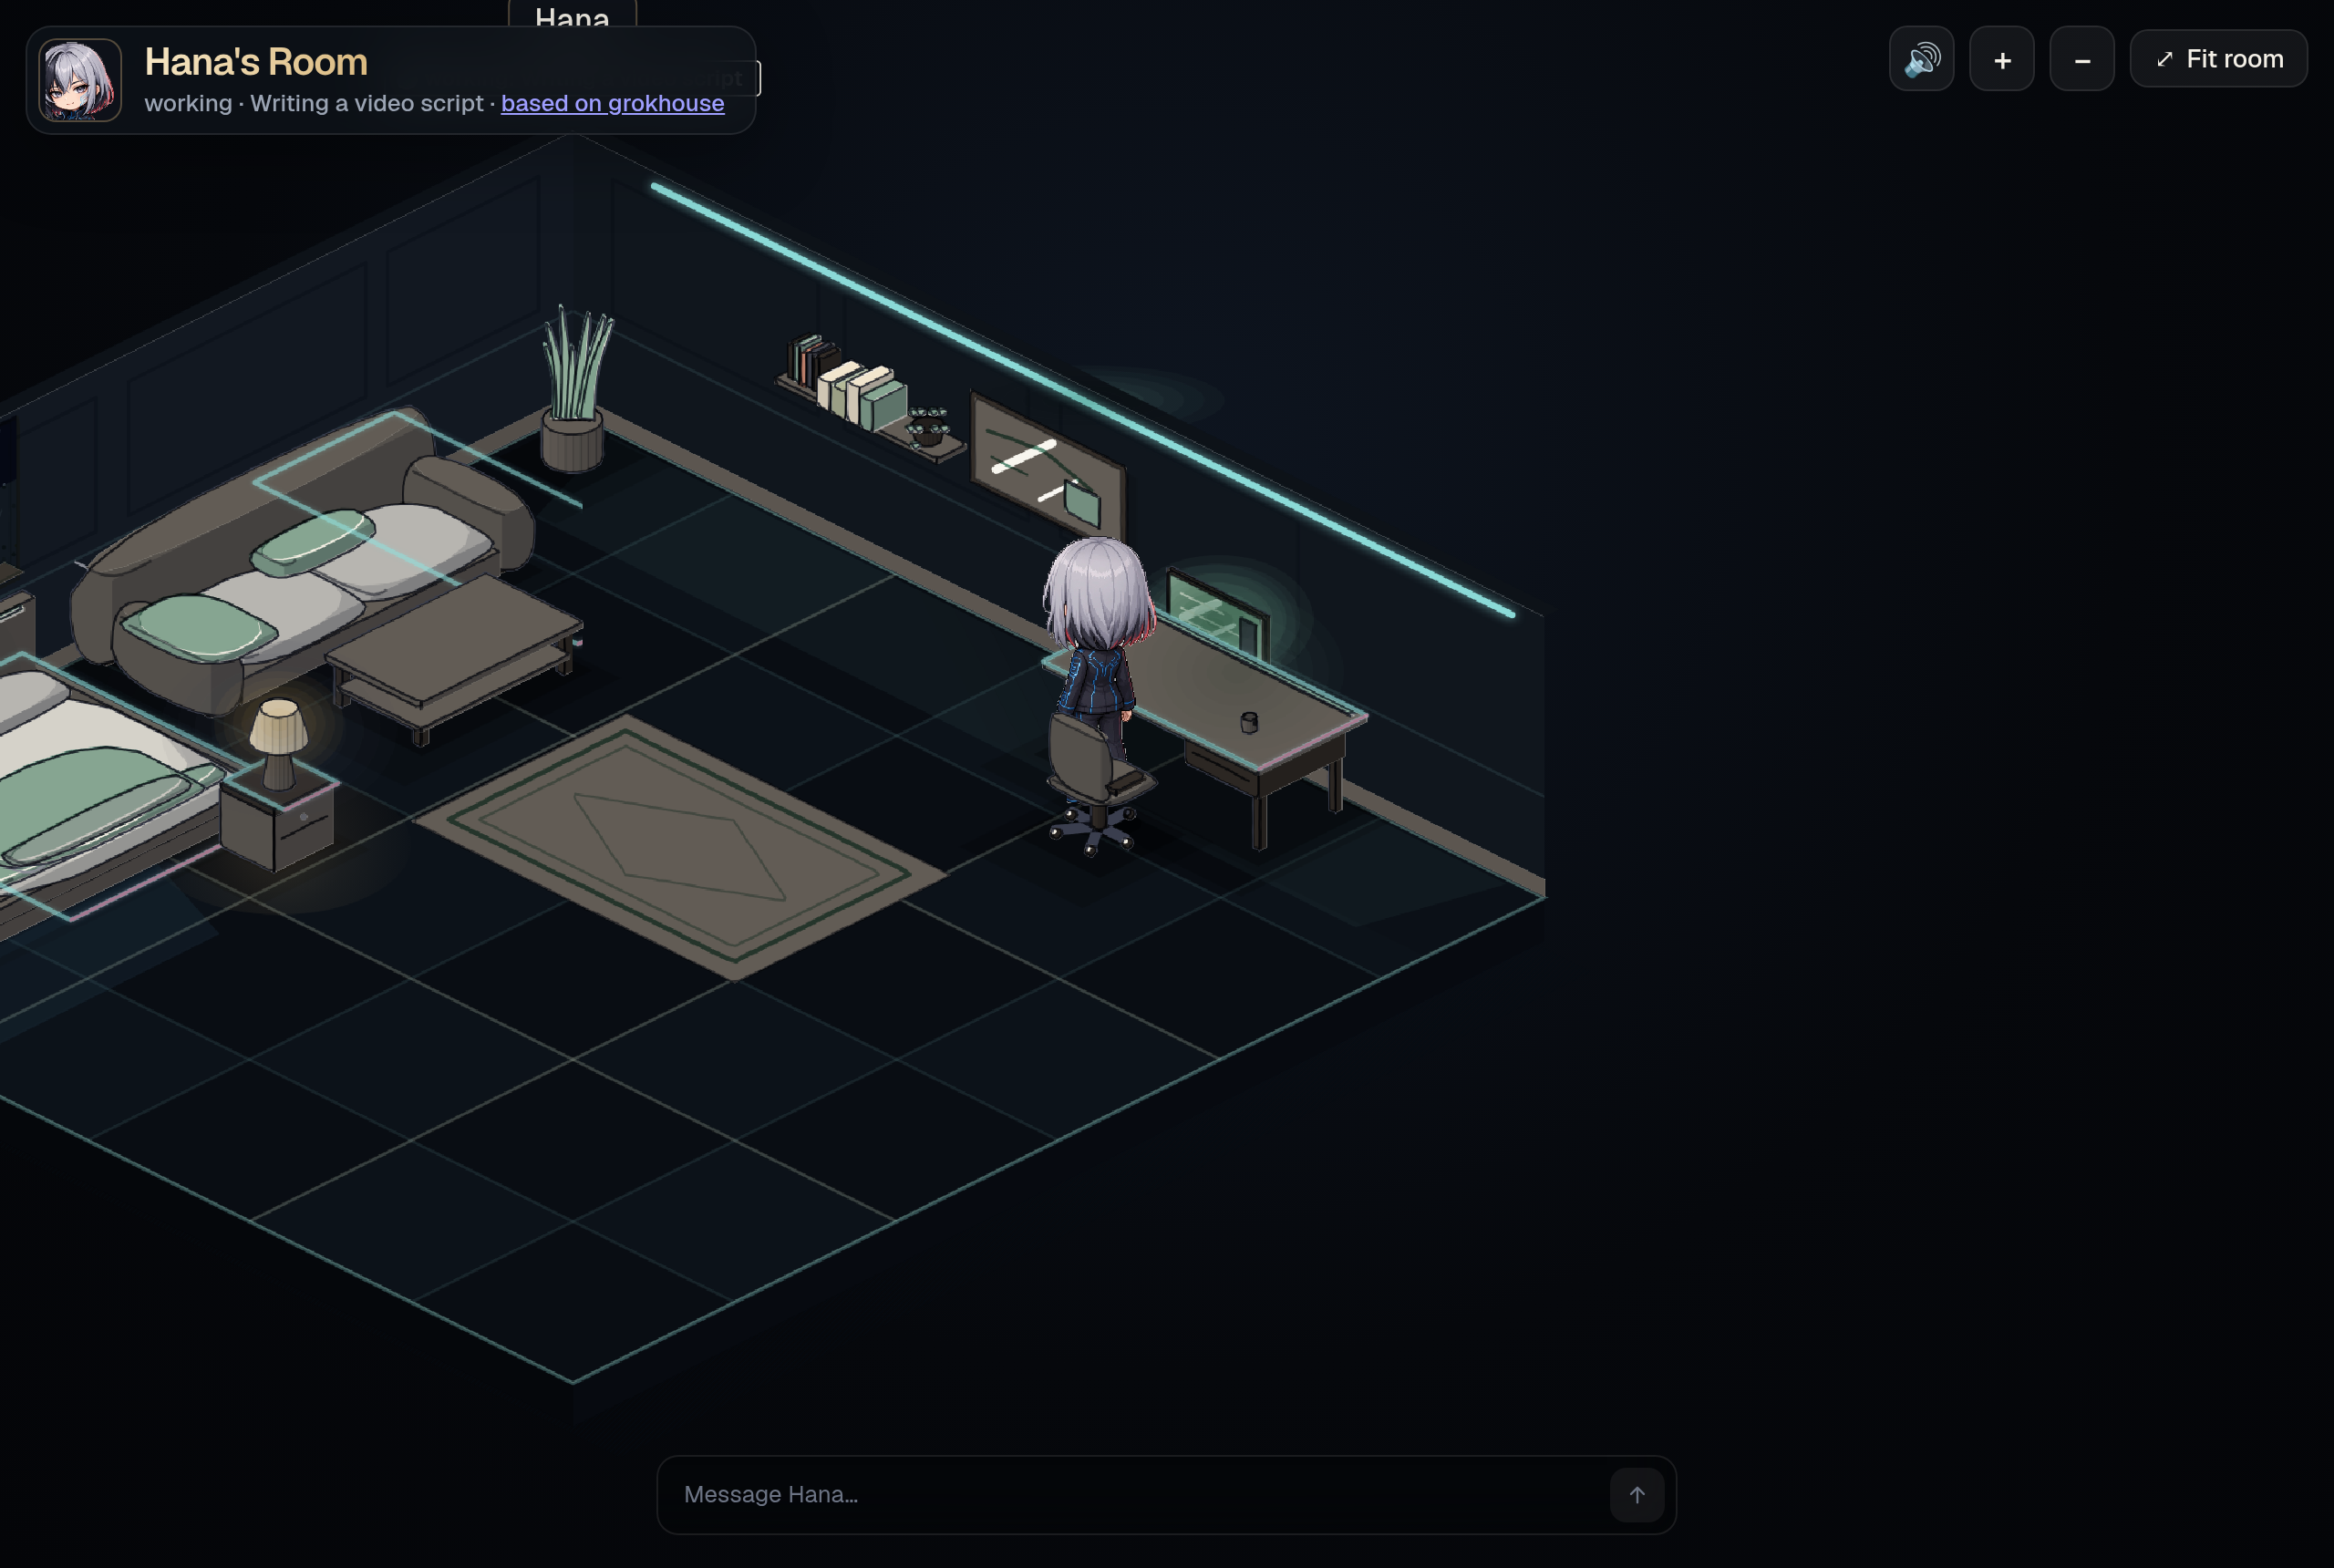 Hana
Hana's Room
working · Writing a video script · based on grokhouse
Fit room
Message Hana...